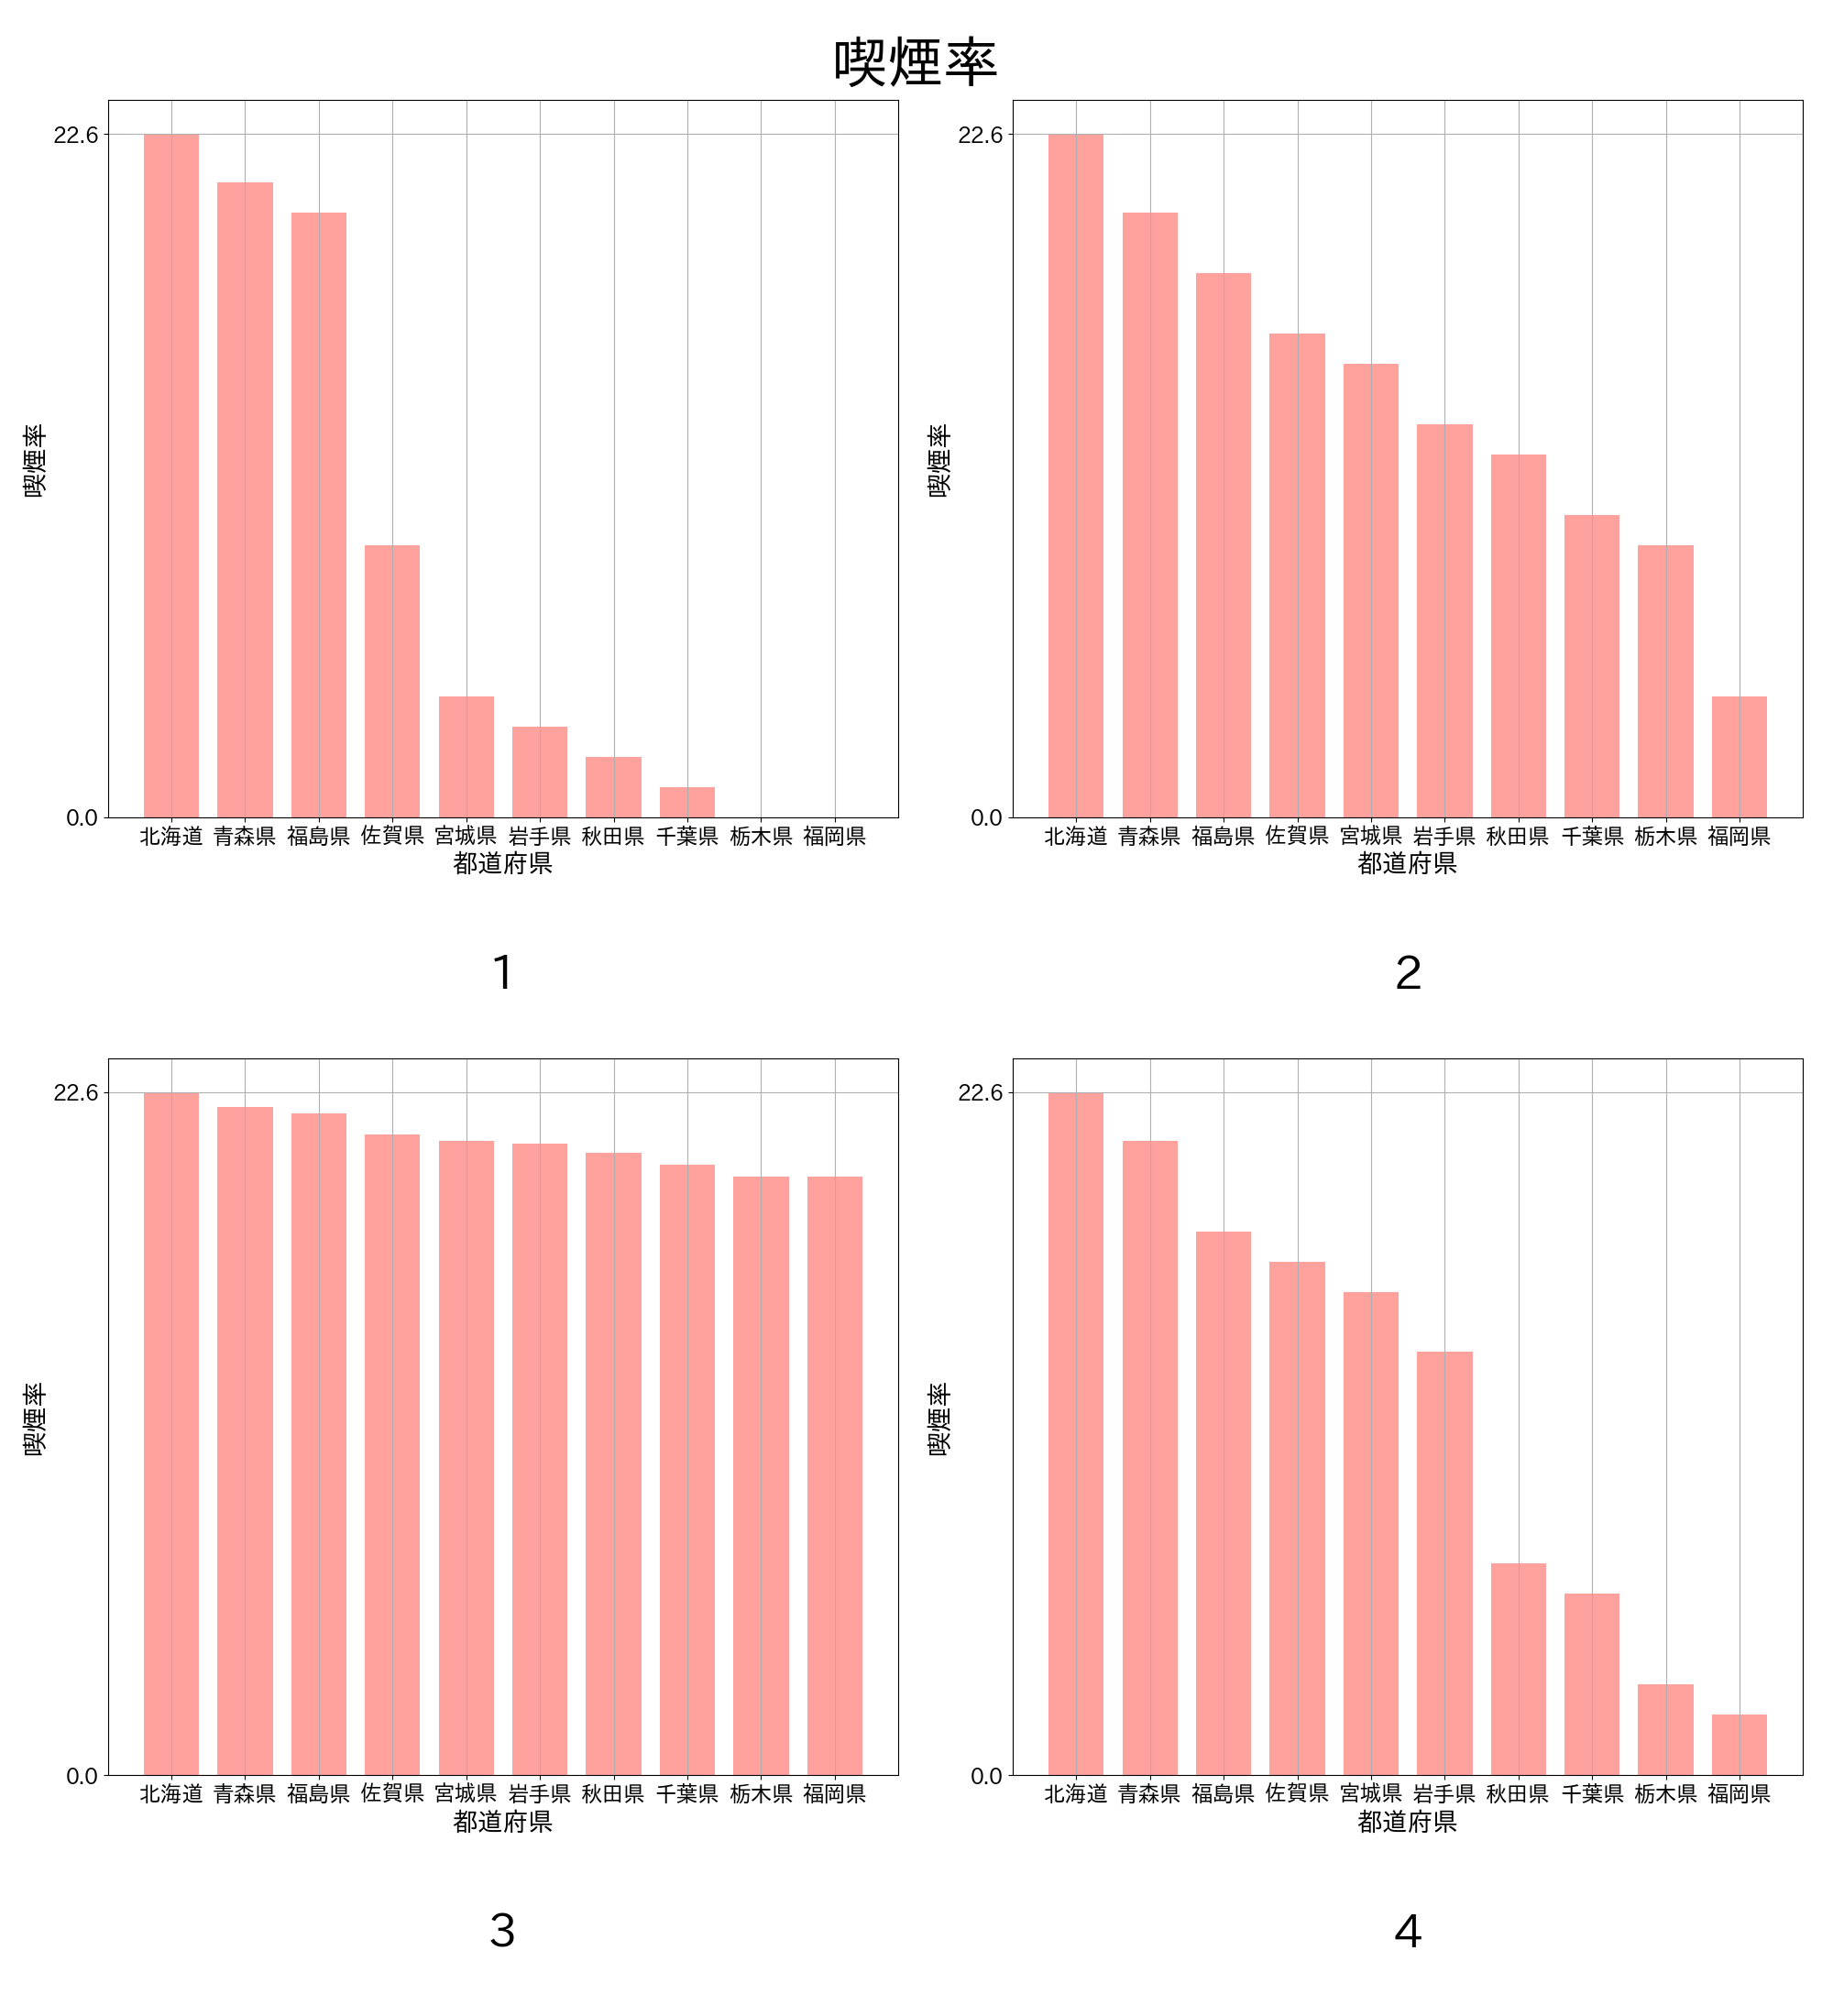 喫煙率
22.6
0.0
喫煙率
北海道 青森県 福島県 佐賀県 宮城県 岩手県 秋田県 千葉県 栃木県 福岡県
都道府県
1
22.6
0.0
喫煙率
北海道 青森県 福島県 佐賀県 宮城県 岩手県 秋田県 千葉県 栃木県 福岡県
都道府県
2
22.6
0.0
喫煙率
北海道 青森県 福島県 佐賀県 宮城県 岩手県 秋田県 千葉県 栃木県 福岡県
都道府県
3
22.6
0.0
喫煙率
北海道 青森県 福島県 佐賀県 宮城県 岩手県 秋田県 千葉県 栃木県 福岡県
都道府県
4